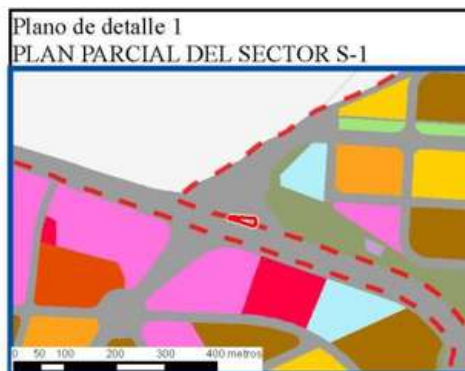 Plano de detalle 1
PLAN PARCIAL DEL SECTOR S-1
0 50 100 200 300 400 metros